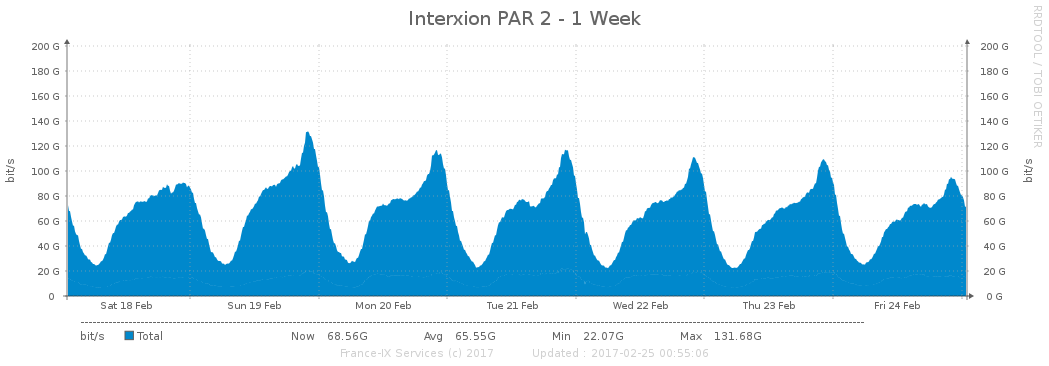 Interxion PAR 2 - 1 Week
RRDTOOL / TOBI OETIKER
bit/s
bit/s
200 G 200 G
180 G 180 G
160 G 160 G
140 G 140 G
120 G 120 G
100 G 100 G
80 G 80 G
60 G 60 G
40 G 40 G
20 G 20 G
0 0 G
Sat 18 Feb Sun 19 Feb Mon 20 Feb Tue 21 Feb Wed 22 Feb Thu 23 Feb Fri 24 Feb
bit/s Total Now 68.56G Avg 65.55G Min 22.07G Max 131.68G
France-IX Services (c) 2017 Updated : 2017-02-25 00:55:06